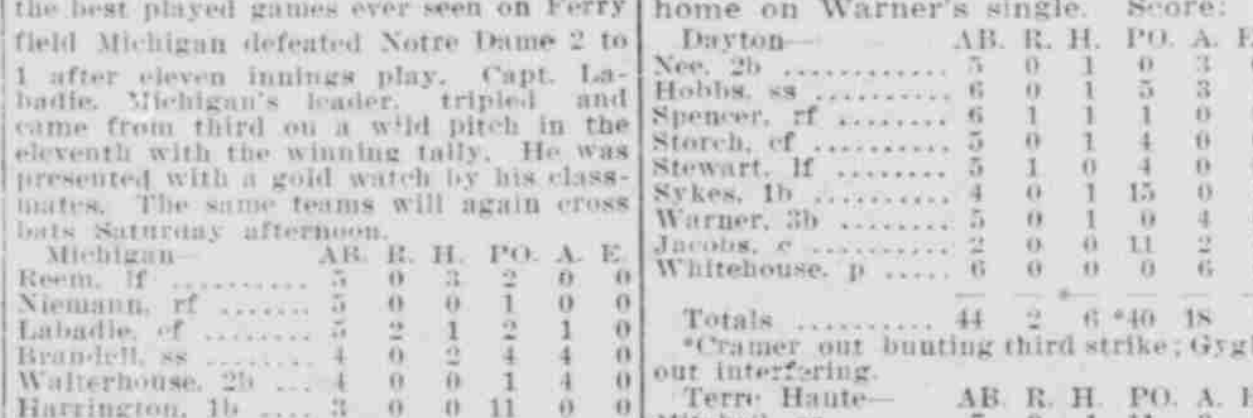 the best played games ever seen on Ferry
field Michigan defeated Notre Dame 2 to
1 after eleven innings play. Capt. La-
badie, Michigan's leader, tripled and
came from third on a wild pitch in the
eleventh with the winning tally. He was
presented with a gold watch by his class-
mates. The same teams will again cross
bats Saturday afternoon.
Michigan— AB. R. H. PO. A. E.
Reem, lf .......... 5 0 3 2 0 0
Niemann, rf ....... 5 0 0 1 0 0
Labadie, cf ........ 5 2 1 2 1 0
Brandell, ss ........ 4 0 2 4 4 0
Walterhouse, 2b ... 4 0 0 1 4 0
Harrington, 1b .... 3 0 0 11 0 0
home on Warner's single. Score:
Dayton— AB. R. H. PO. A.
Nee, 2b ........... 5 0 1 0 3
Hobbs, ss .......... 6 0 1 5 3
Spencer, rf ........ 6 1 1 1 0
Storch, cf .......... 5 0 1 4 0
Stewart, lf ........ 5 1 0 4 0
Sykes, 1b .......... 4 0 1 15 0
Warner, 3b ........ 5 0 1 0 4
Jacobs, c .......... 2 0 0 11 2
Whitehouse, p ..... 6 0 0 0 6
Totals .......... 44 2 6 *40 18
*Cramer out bunting third strike; Gygl
out interfering.
Terre Haute— AB. R. H. PO. A.